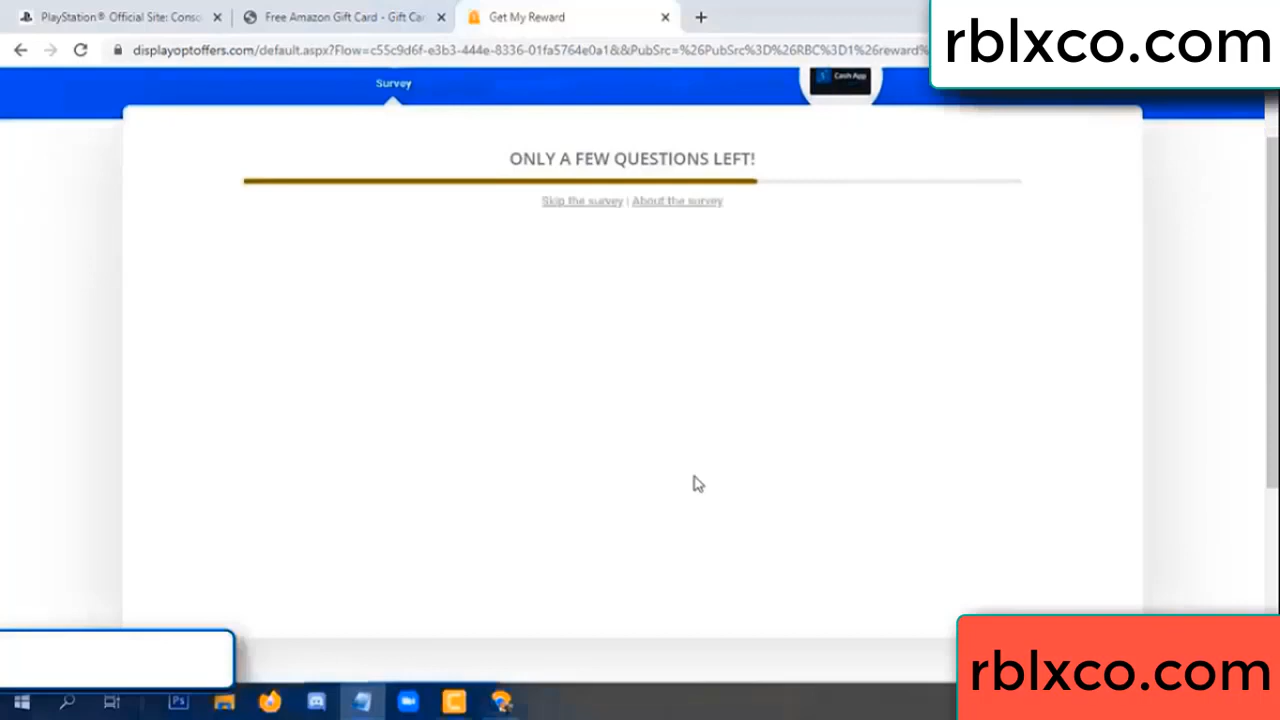 PlayStation® Official Site: Conso
Free Amazon Gift Card - Gift Car
Get My Reward
displayoptoffers.com/default.aspx?Flow=c55c9d6f-e3b3-444e-8336-01fa5764e0a1&&PubSrc=%26PubSrc%3D%26RBC%3D1%26reward%
rblxco.com
Survey
Cash App
ONLY A FEW QUESTIONS LEFT!
Skip the survey | About the survey
rblxco.com
Ps